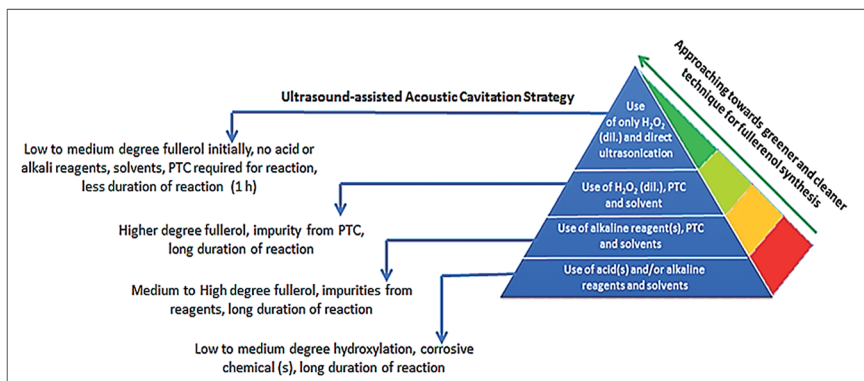 Ultrasound-assisted Acoustic Cavitation Strategy
Low to medium degree fullerol initially, no acid or
alkali reagents, solvents, PTC required for reaction,
less duration of reaction (1 h)
Higher degree fullerol, impurity from PTC,
long duration of reaction
Medium to High degree fullerol, impurities from
reagents, long duration of reaction
Low to medium degree hydroxylation, corrosive
chemical (s), long duration of reaction
Use
of only H₂O₂
(dil.) and direct
ultrasonication
Use of H₂O₂ (dil.), PTC
and solvent
Use of alkaline reagent(s), PTC
and solvents
Use of acid(s) and/or alkaline
reagents and solvents
Approaching towards greener and cleaner
technique for fullerenol synthesis